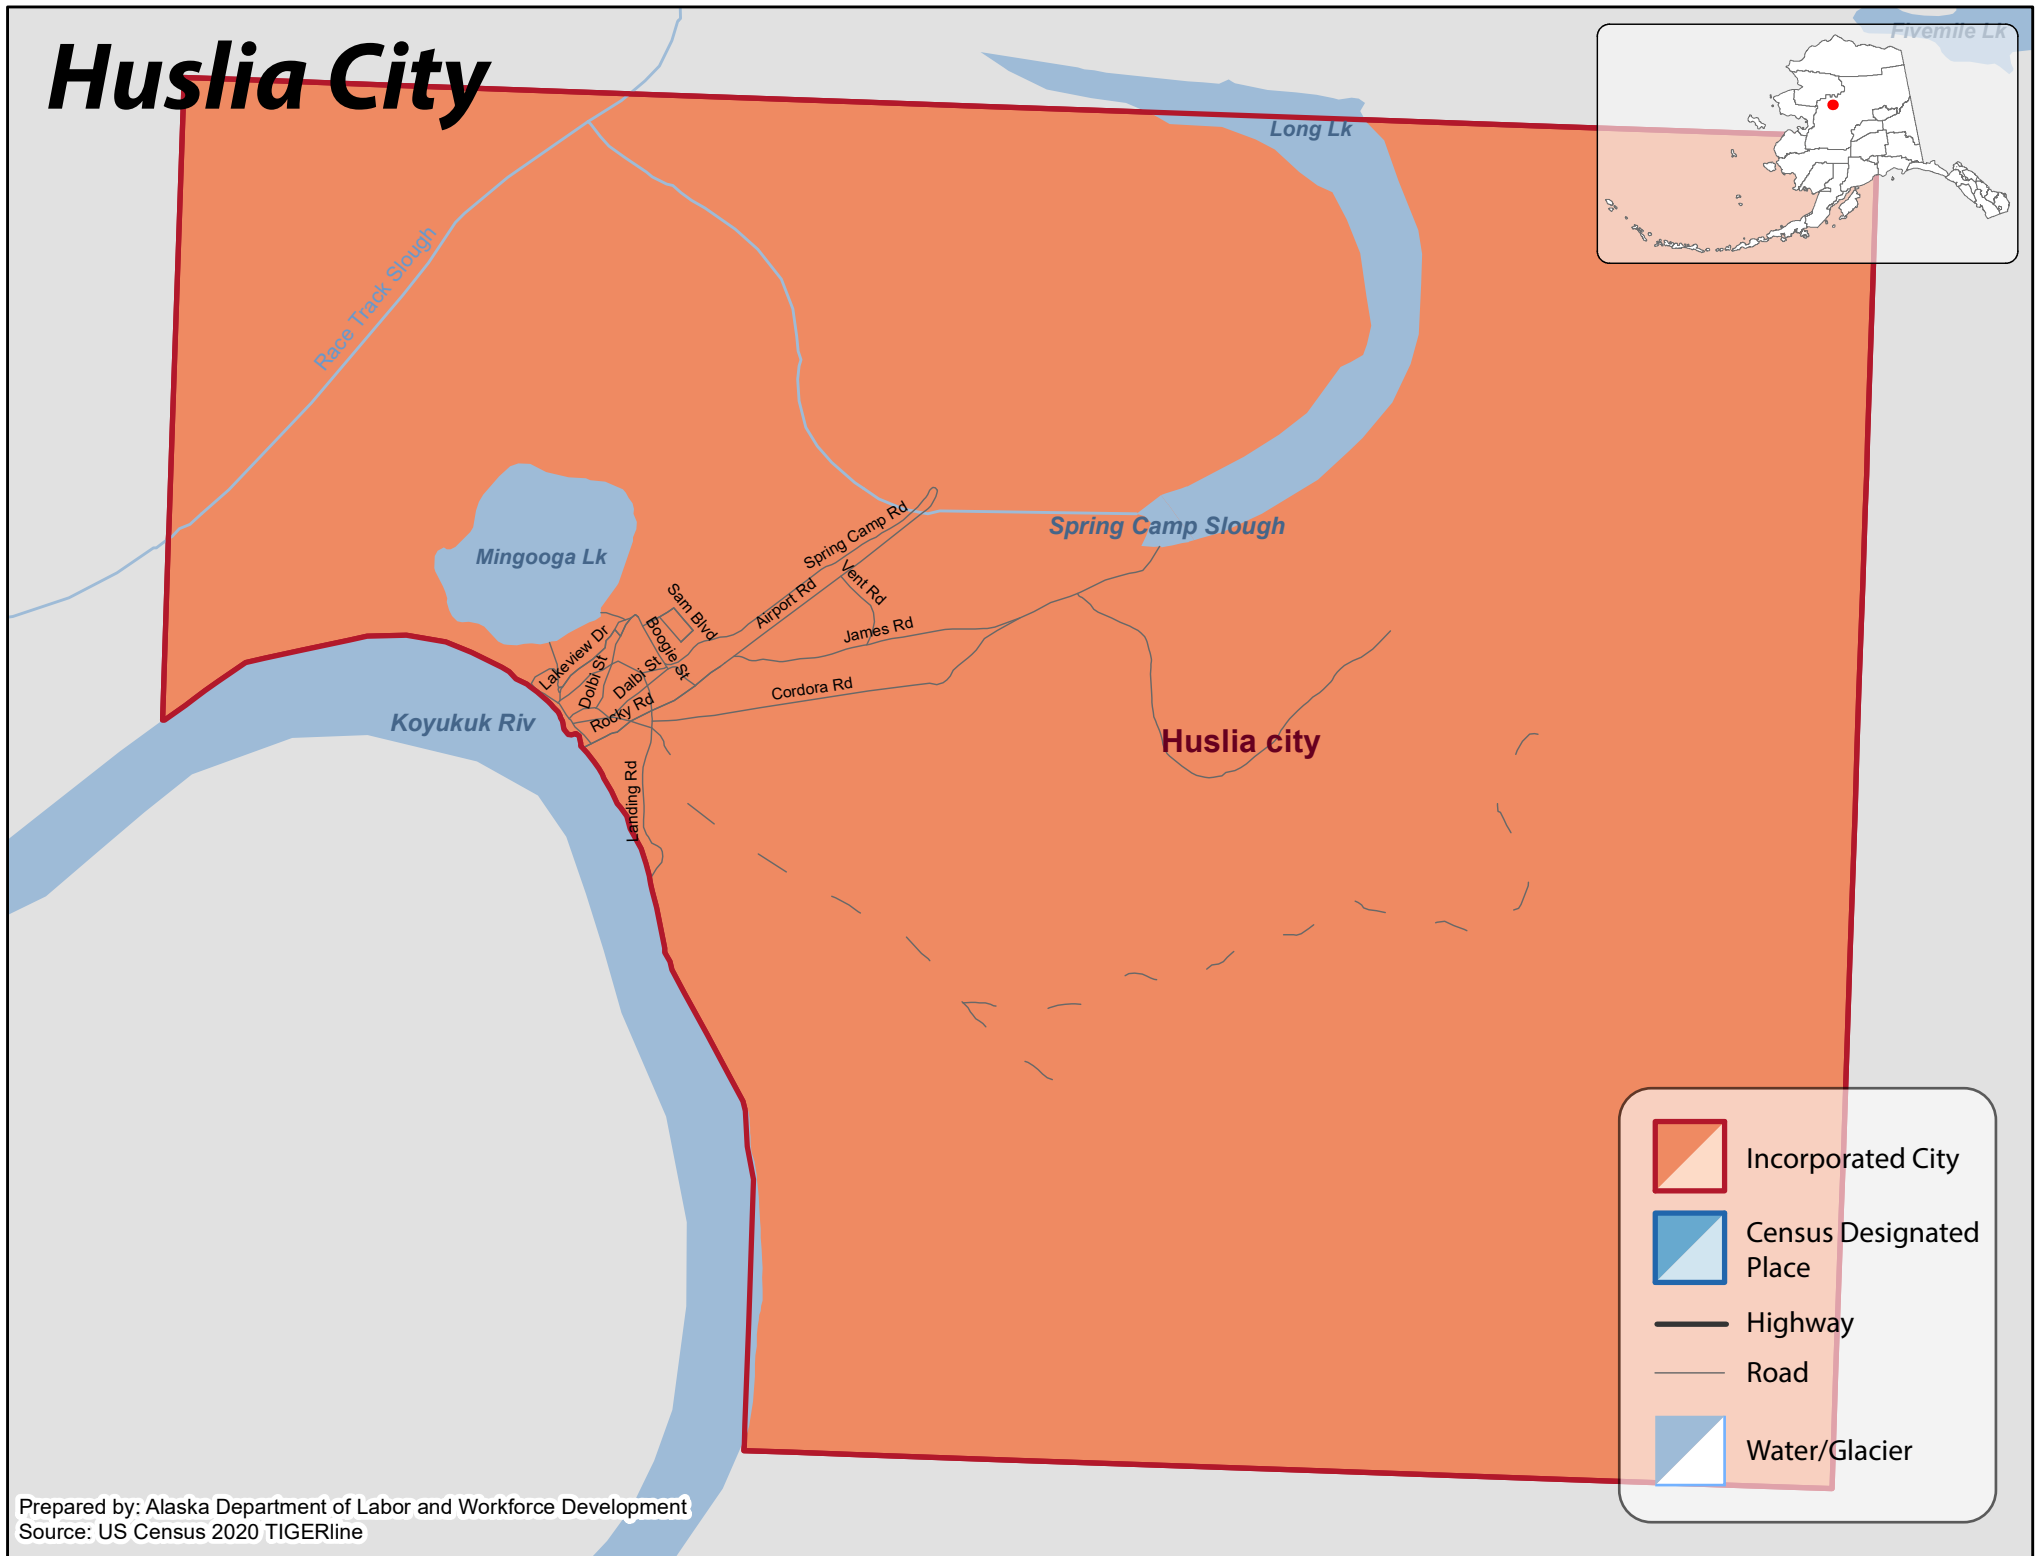 Huslia City
Fivemile Lk
Long Lk
Race Track Slough
Spring Camp Rd
Spring Camp Slough
Mingooga Lk
Vent Rd
Airport Rd
Sam Blvd
James Rd
Boogie St
Lakeview Dr
Dolbi St
Dalbi St
Cordora Rd
Rocky Rd
Koyukuk Riv
Huslia city
Landing Rd
Incorporated City
Census Designated
Place
Highway
Road
Water/Glacier
Prepared by: Alaska Department of Labor and Workforce Development
Source: US Census 2020 TIGERline